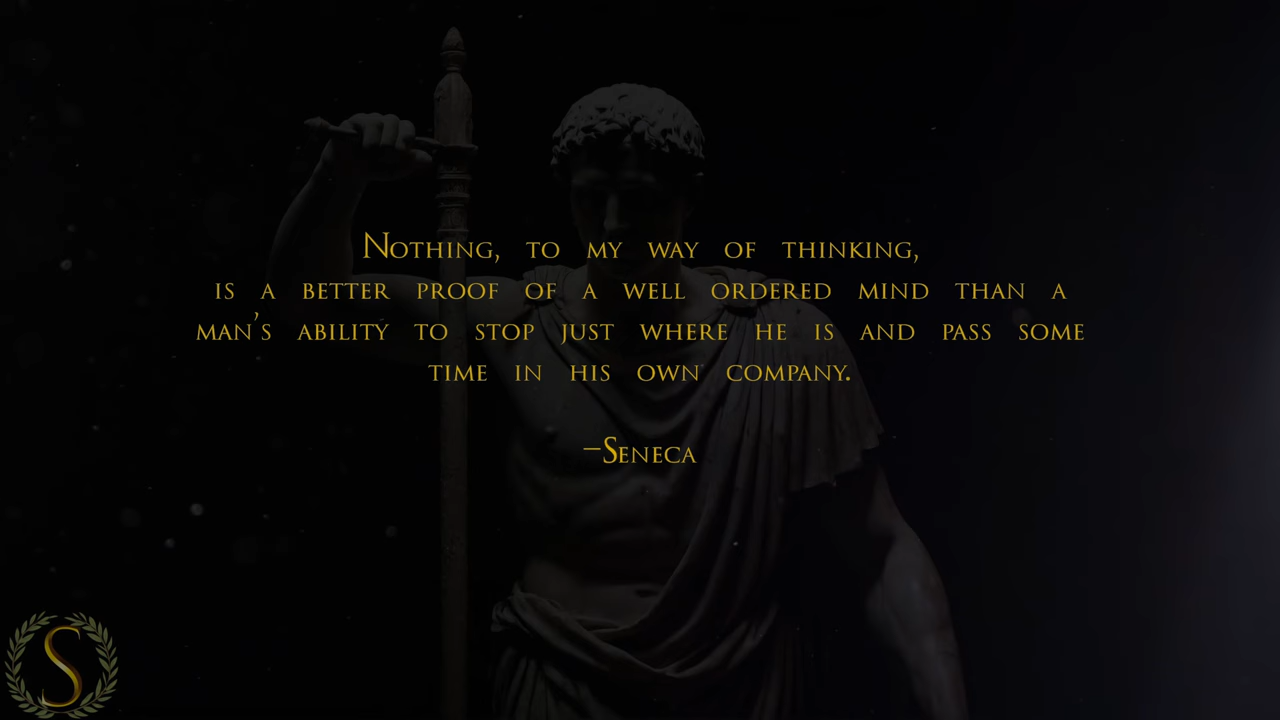 Nothing, to my way of thinking,
is a better proof of a well ordered mind than a
man's ability to stop just where he is and pass some
time in his own company.
–Seneca
S